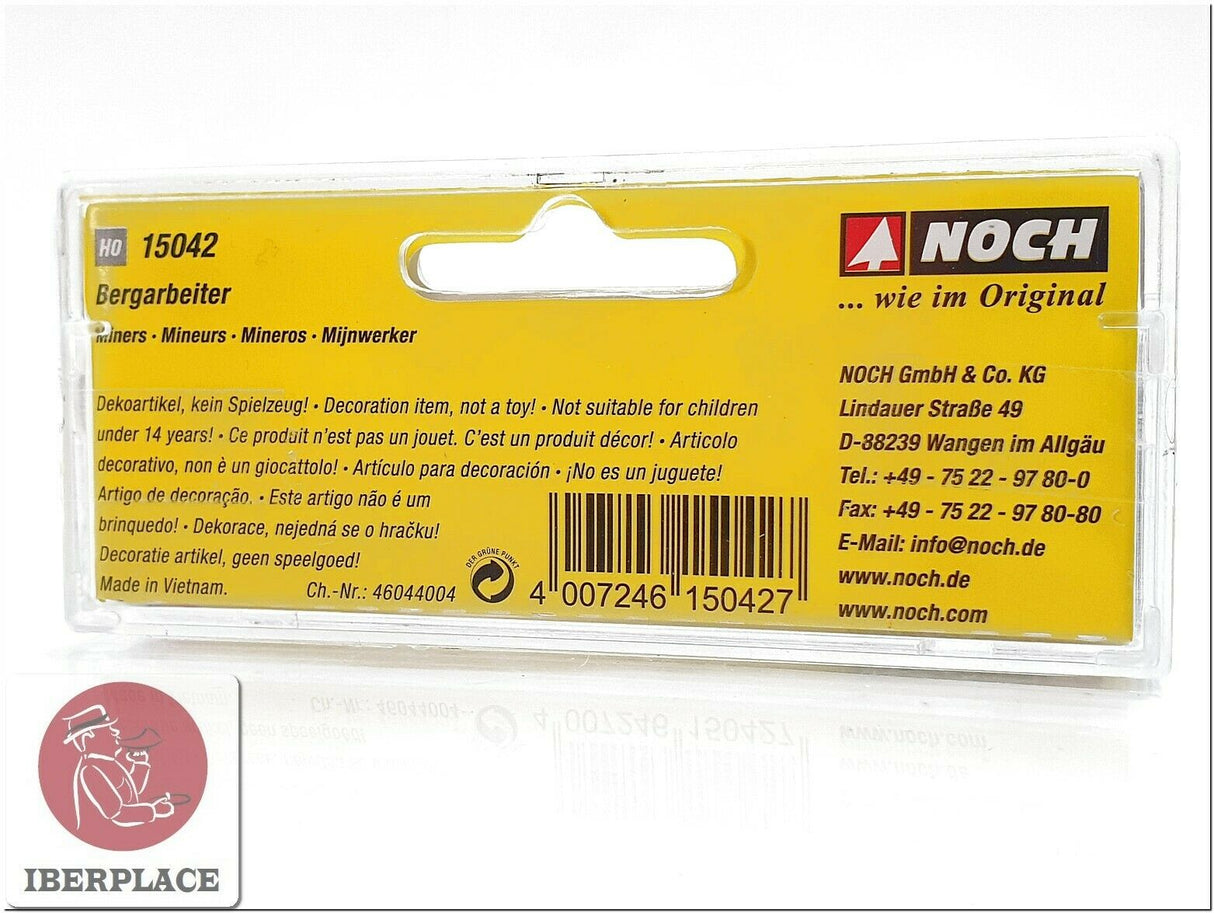 HO 15042
Bergarbeiter
Miners · Mineurs · Mineros · Mijnwerker
Dekoartikel, kein Spielzeug! · Decoration item, not a toy! · Not suitable for children
under 14 years! · Ce produit n'est pas un jouet. C'est un produit décor! · Articolo
decorativo, non è un giocattolo! · Artículo para decoración · ¡No es un juguete!
Artigo de decoração. · Este artigo não é um
brinquedo! · Dekorace, nejedná se o hračku!
Decoratie artikel, geen speelgoed!
Made in Vietnam. Ch.-Nr.: 46044004
DER GRÜNE PUNKT
4 007246 150427
NOCH
... wie im Original
NOCH GmbH & Co. KG
Lindauer Straße 49
D-88239 Wangen im Allgäu
Tel.: +49 - 75 22 - 97 80-0
Fax: +49 - 75 22 - 97 80-80
E-Mail: info@noch.de
www.noch.de
www.noch.com
IBERPLACE